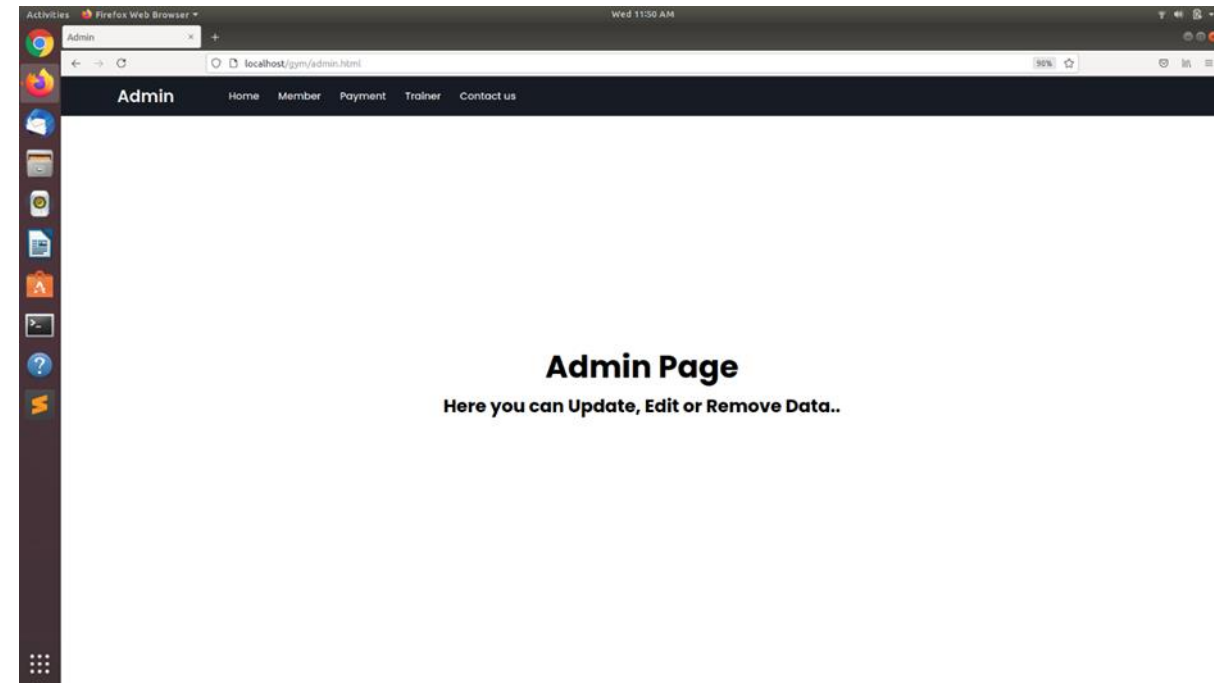 Activities Firefox Web Browser Wed 11:50 AM
Admin × +
localhost/gym/admin.html 90%
Admin Home Member Payment Trainer Contact us
Admin Page
Here you can Update, Edit or Remove Data..